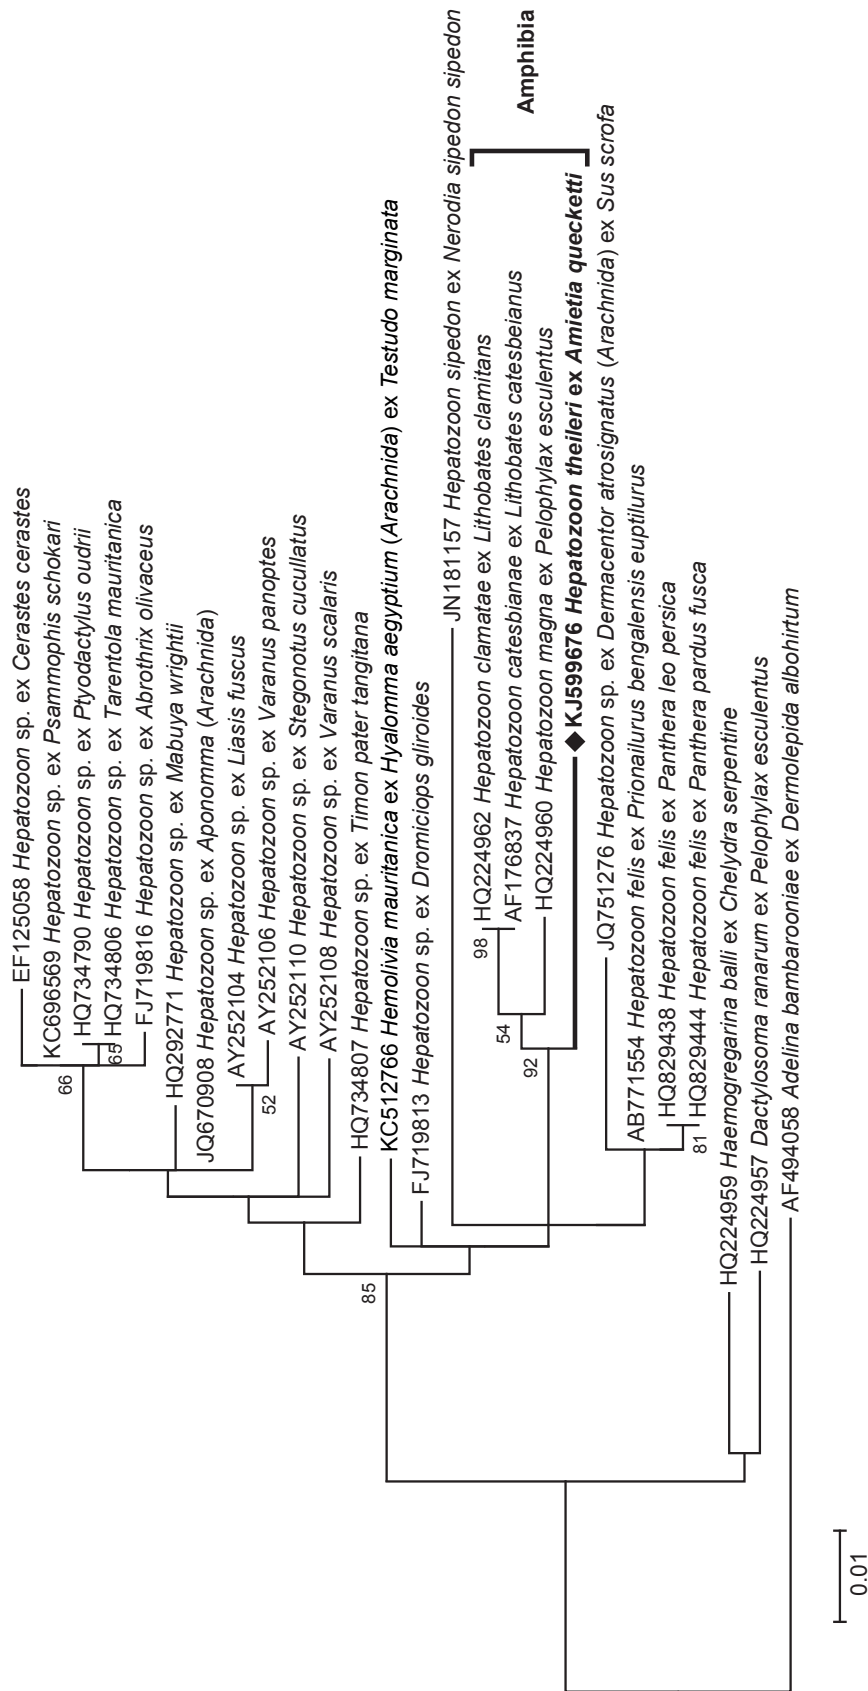 EF125058 Hepatozoon sp. ex Cerastes cerastes
KC696569 Hepatozoon sp. ex Psammophis schokari
HQ734790 Hepatozoon sp. ex Ptyodactylus oudrii
HQ734806 Hepatozoon sp. ex Tarentola mauritanica
FJ719816 Hepatozoon sp. ex Abrothrix olivaceus
HQ292771 Hepatozoon sp. ex Mabuya wrightii
JQ670908 Hepatozoon sp. ex Aponomma (Arachnida)
AY252104 Hepatozoon sp. ex Liasis fuscus
AY252106 Hepatozoon sp. ex Varanus panoptes
AY252110 Hepatozoon sp. ex Stegonotus cucullatus
AY252108 Hepatozoon sp. ex Varanus scalaris
HQ734807 Hepatozoon sp. ex Timon pater tangitana
KC512766 Hemolivia mauritanica ex Hyalomma aegyptium (Arachnida) ex Testudo marginata
FJ719813 Hepatozoon sp. ex Dromiciops gliroides
JN181157 Hepatozoon sipedon ex Nerodia sipedon sipedon
HQ224962 Hepatozoon clamatae ex Lithobates clamitans
AF176837 Hepatozoon catesbianae ex Lithobates catesbeianus
HQ224960 Hepatozoon magna ex Pelophylax esculentus
◆KJ599676 Hepatozoon theileri ex Amietia quecketti
Amphibia
JQ751276 Hepatozoon sp. ex Dermacentor atrosignatus (Arachnida) ex Sus scrofa
AB771554 Hepatozoon felis ex Prionailurus bengalensis euptilurus
HQ829438 Hepatozoon felis ex Panthera leo persica
HQ829444 Hepatozoon felis ex Panthera pardus fusca
HQ224959 Haemogregarina balli ex Chelydra serpentine
HQ224957 Dactylosoma ranarum ex Pelophylax esculentus
AF494058 Adelina bambarooniae ex Dermolepida albohirtum
66
65
52
85
98
54
92
81
0.01